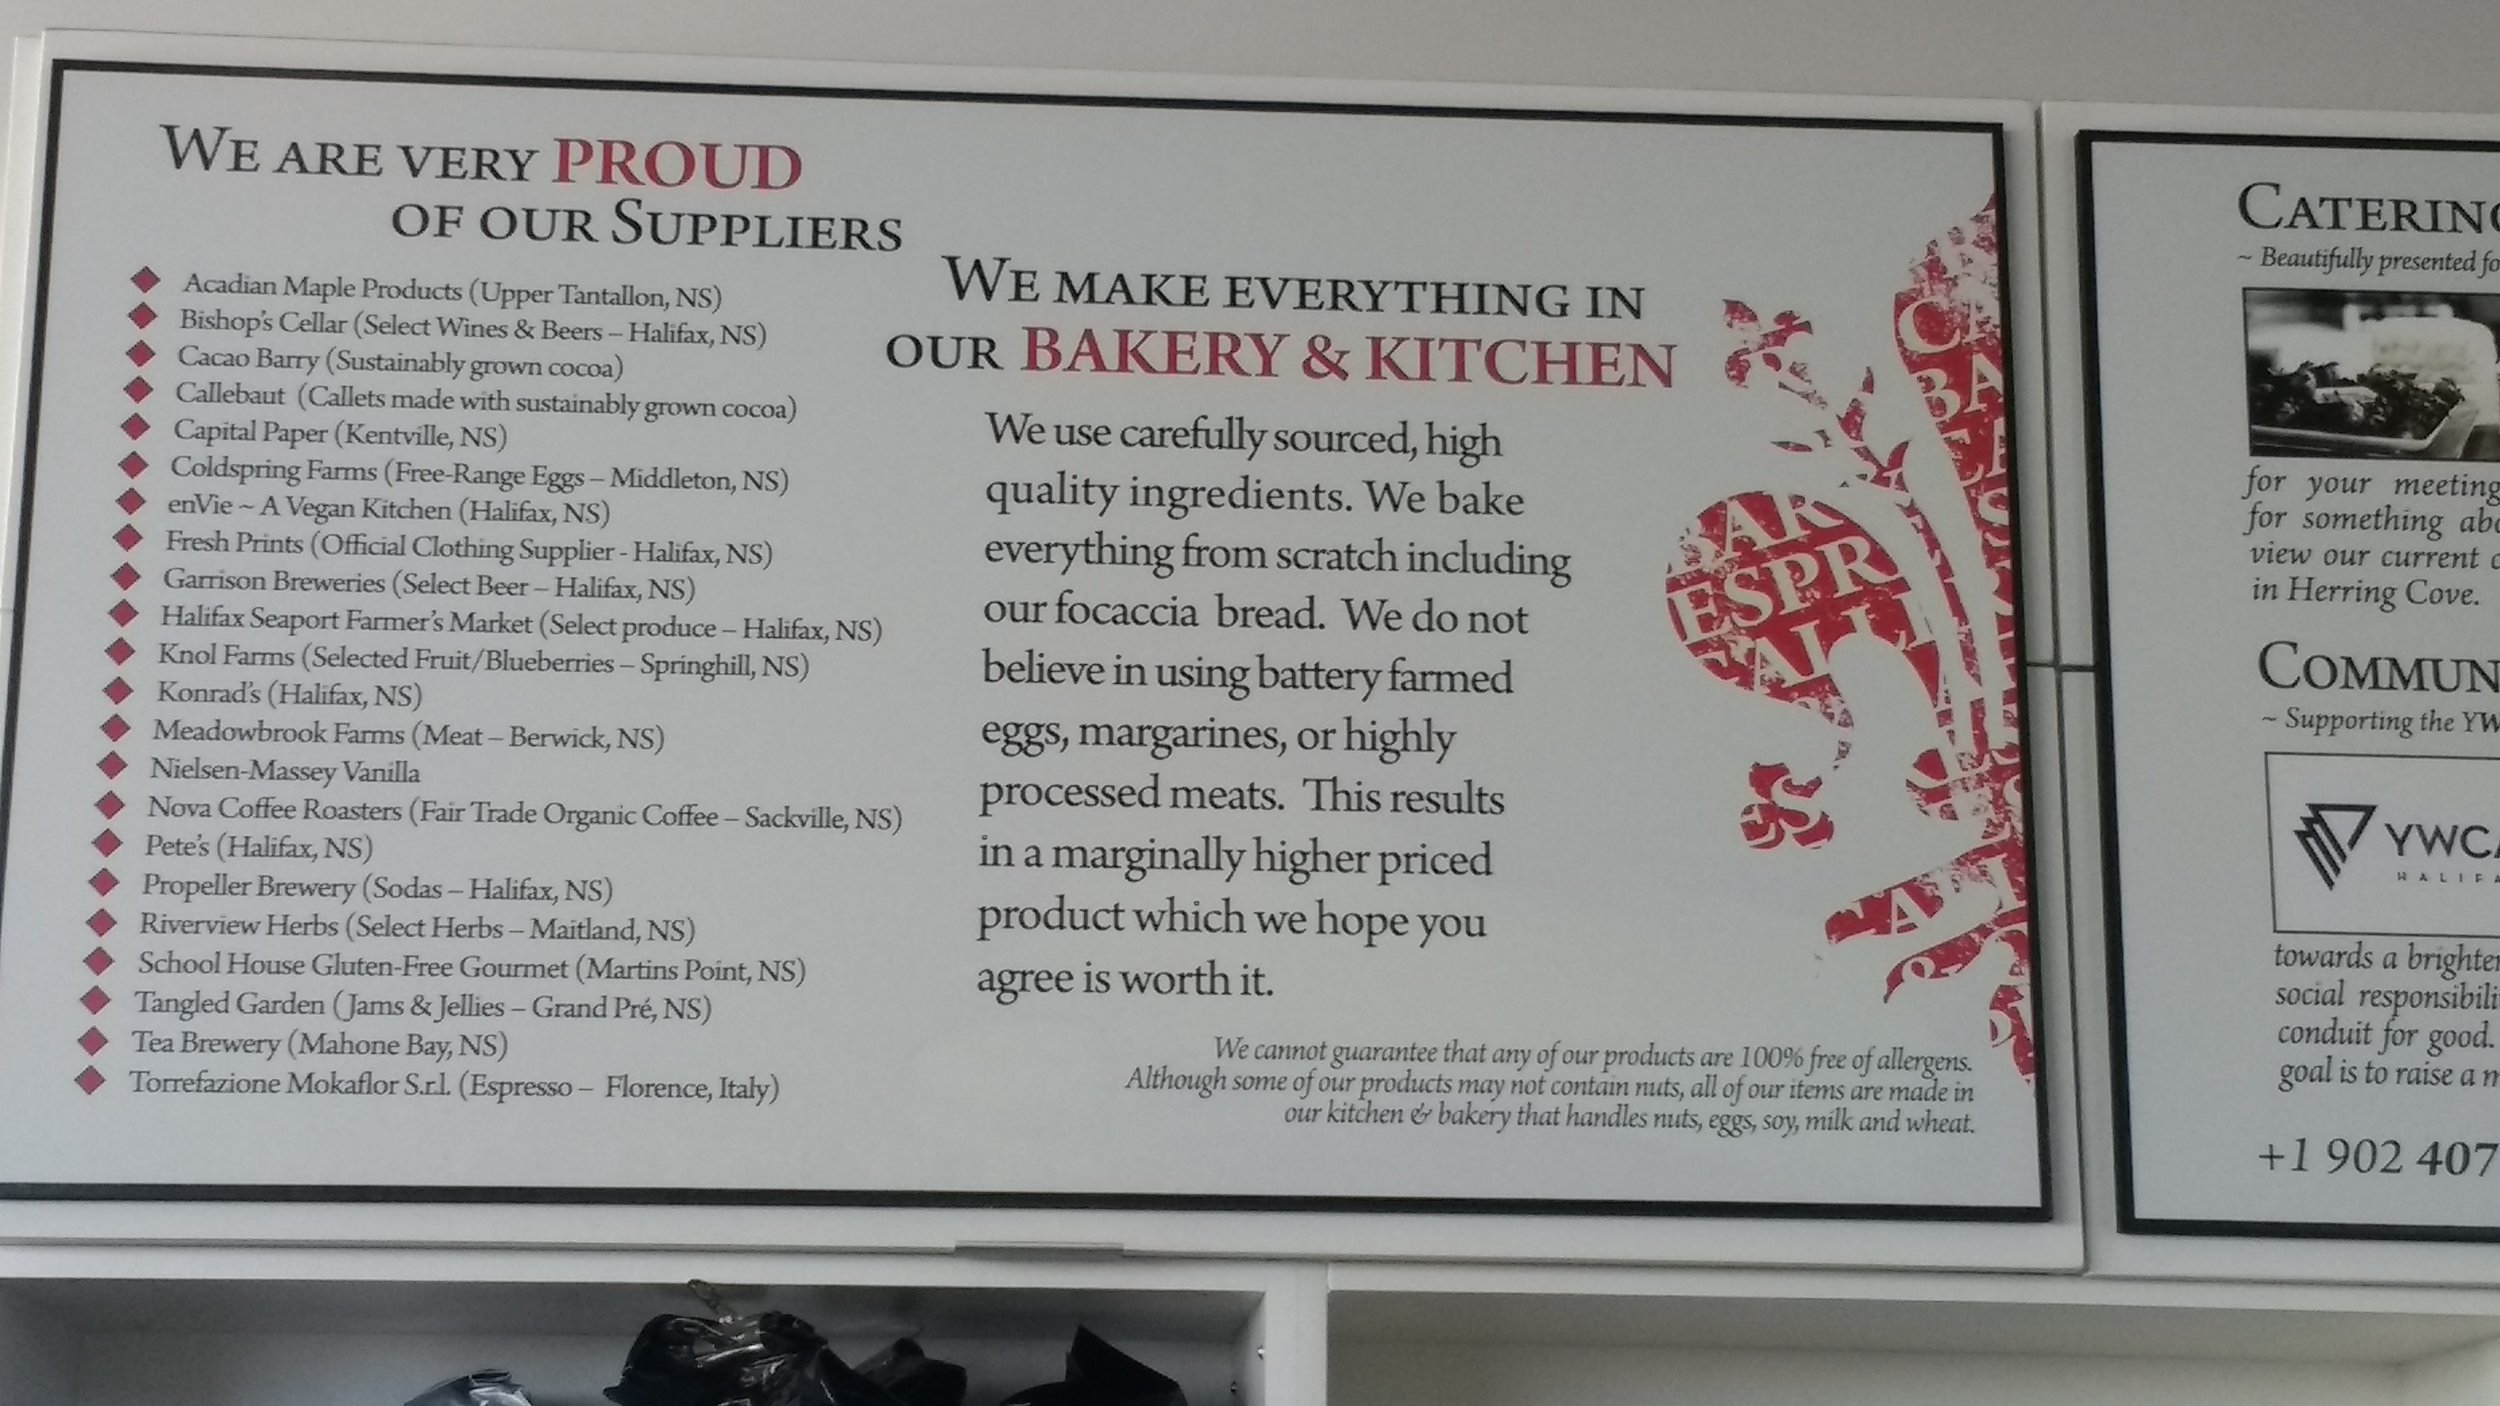 WE ARE VERY PROUD
OF OUR SUPPLIERS
Acadian Maple Products (Upper Tantallon, NS)
Bishop's Cellar (Select Wines & Beers – Halifax, NS)
Cacao Barry (Sustainably grown cocoa)
Callebaut (Callets made with sustainably grown cocoa)
Capital Paper (Kentville, NS)
Coldspring Farms (Free-Range Eggs – Middleton, NS)
enVie ~ A Vegan Kitchen (Halifax, NS)
Fresh Prints (Official Clothing Supplier - Halifax, NS)
Garrison Breweries (Select Beer – Halifax, NS)
Halifax Seaport Farmer's Market (Select produce – Halifax, NS)
Knol Farms (Selected Fruit/Blueberries – Springhill, NS)
Konrad's (Halifax, NS)
Meadowbrook Farms (Meat – Berwick, NS)
Nielsen-Massey Vanilla
Nova Coffee Roasters (Fair Trade Organic Coffee – Sackville, NS)
Pete's (Halifax, NS)
Propeller Brewery (Sodas – Halifax, NS)
Riverview Herbs (Select Herbs – Maitland, NS)
School House Gluten-Free Gourmet (Martins Point, NS)
Tangled Garden (Jams & Jellies – Grand Pré, NS)
Tea Brewery (Mahone Bay, NS)
Torrefazione Mokaflor S.r.l. (Espresso – Florence, Italy)
WE MAKE EVERYTHING IN
OUR BAKERY & KITCHEN
We use carefully sourced, high
quality ingredients. We bake
everything from scratch including
our focaccia bread. We do not
believe in using battery farmed
eggs, margarines, or highly
processed meats. This results
in a marginally higher priced
product which we hope you
agree is worth it.
We cannot guarantee that any of our products are 100% free of allergens.
Although some of our products may not contain nuts, all of our items are made in
our kitchen & bakery that handles nuts, eggs, soy, milk and wheat.
BAR
ESPR
CATERING
~ Beautifully presented fo
for your meeting
for something abo
view our current c
in Herring Cove.
COMMUN
~ Supporting the YW
YWCA
HALIFA
towards a brighter
social responsibili
conduit for good.
goal is to raise a m
+1 902 407